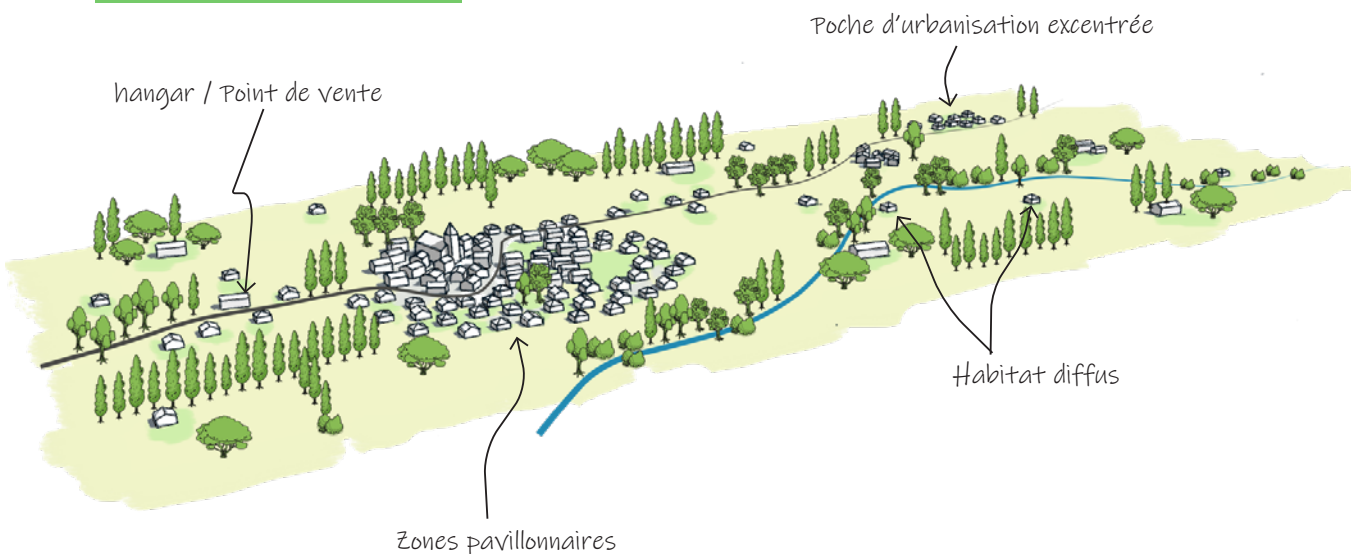 Poche d'urbanisation excentrée
hangar / Point de vente
Habitat diffus
Zones pavillonnaires